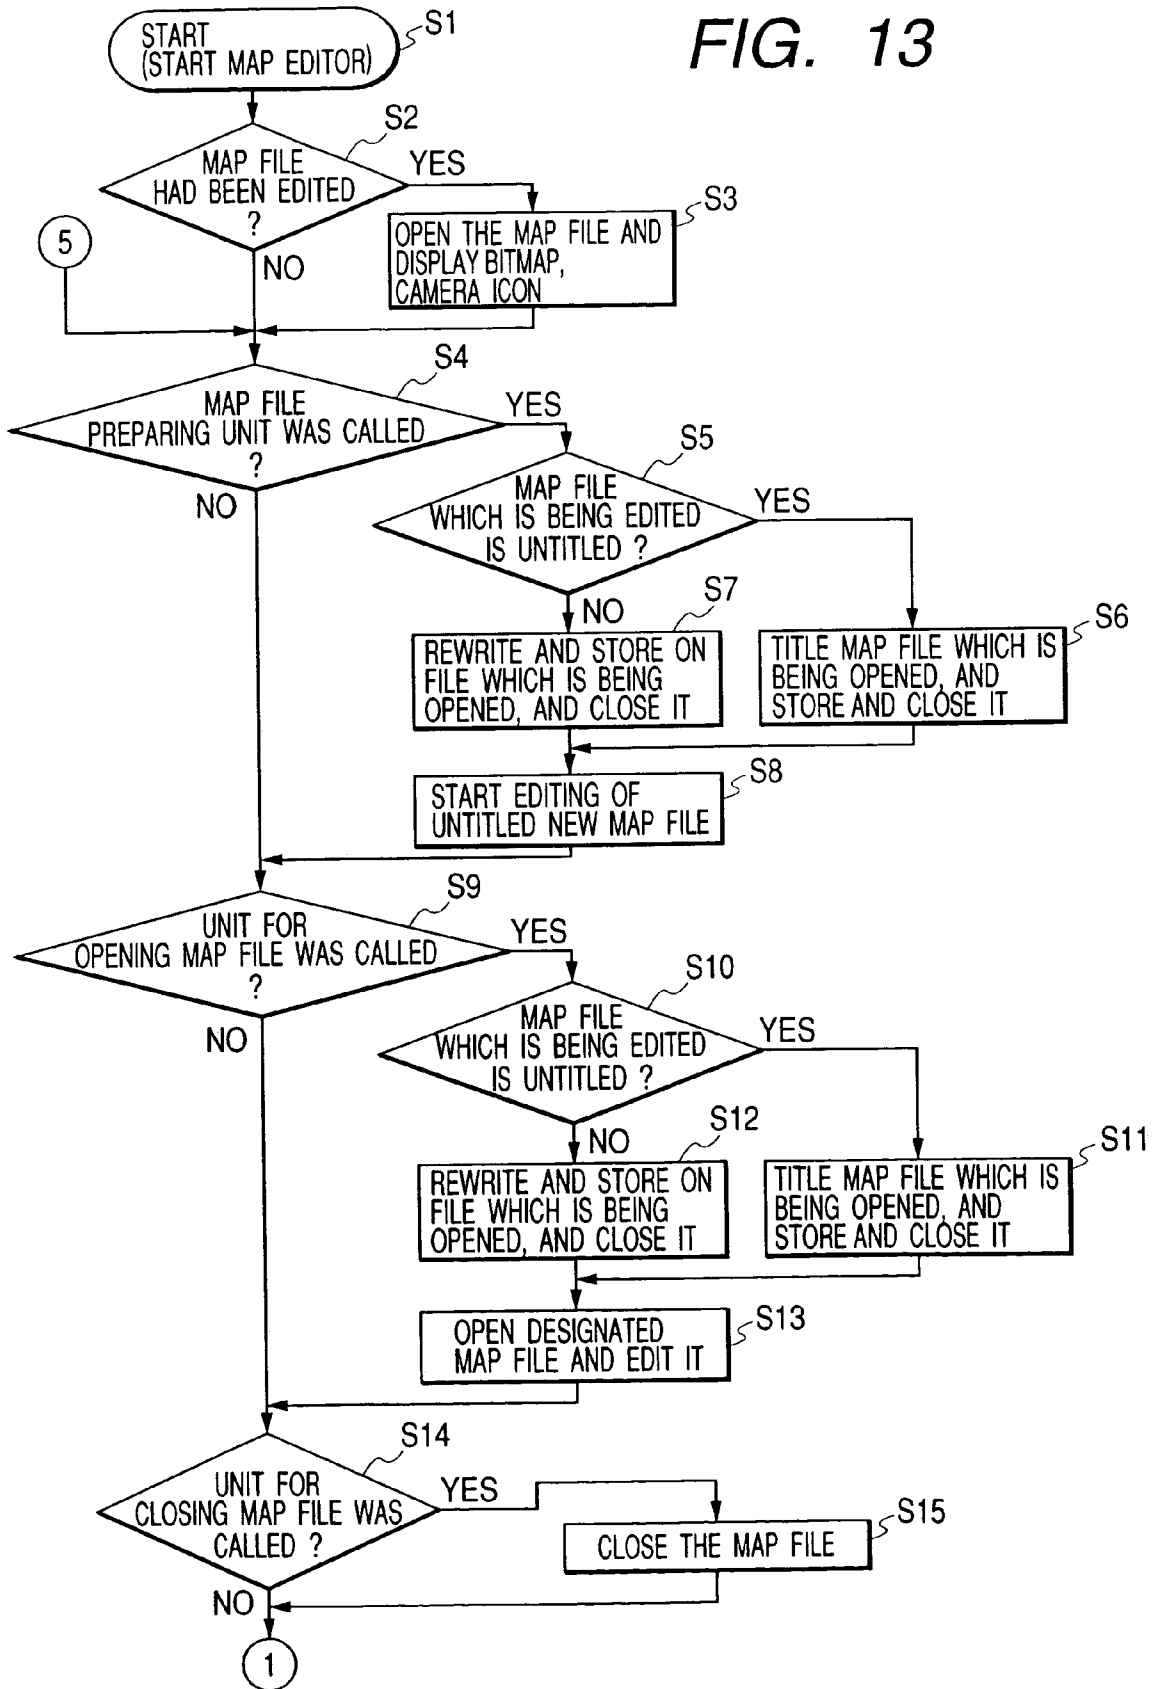 FIG. 13
START
(START MAP EDITOR)
S1
S2
MAP FILE
HAD BEEN EDITED
?
YES
NO
S3
OPEN THE MAP FILE AND
DISPLAY BITMAP,
CAMERA ICON
5
S4
MAP FILE
PREPARING UNIT WAS CALLED
?
YES
NO
S5
MAP FILE
WHICH IS BEING EDITED
IS UNTITLED ?
YES
NO
S7
REWRITE AND STORE ON
FILE WHICH IS BEING
OPENED, AND CLOSE IT
S6
TITLE MAP FILE WHICH IS
BEING OPENED, AND
STORE AND CLOSE IT
S8
START EDITING OF
UNTITLED NEW MAP FILE
S9
UNIT FOR
OPENING MAP FILE WAS CALLED
?
YES
NO
S10
MAP FILE
WHICH IS BEING EDITED
IS UNTITLED ?
YES
NO
S12
REWRITE AND STORE ON
FILE WHICH IS BEING
OPENED, AND CLOSE IT
S11
TITLE MAP FILE WHICH IS
BEING OPENED, AND
STORE AND CLOSE IT
S13
OPEN DESIGNATED
MAP FILE AND EDIT IT
S14
UNIT FOR
CLOSING MAP FILE WAS
CALLED ?
YES
NO
S15
CLOSE THE MAP FILE
1